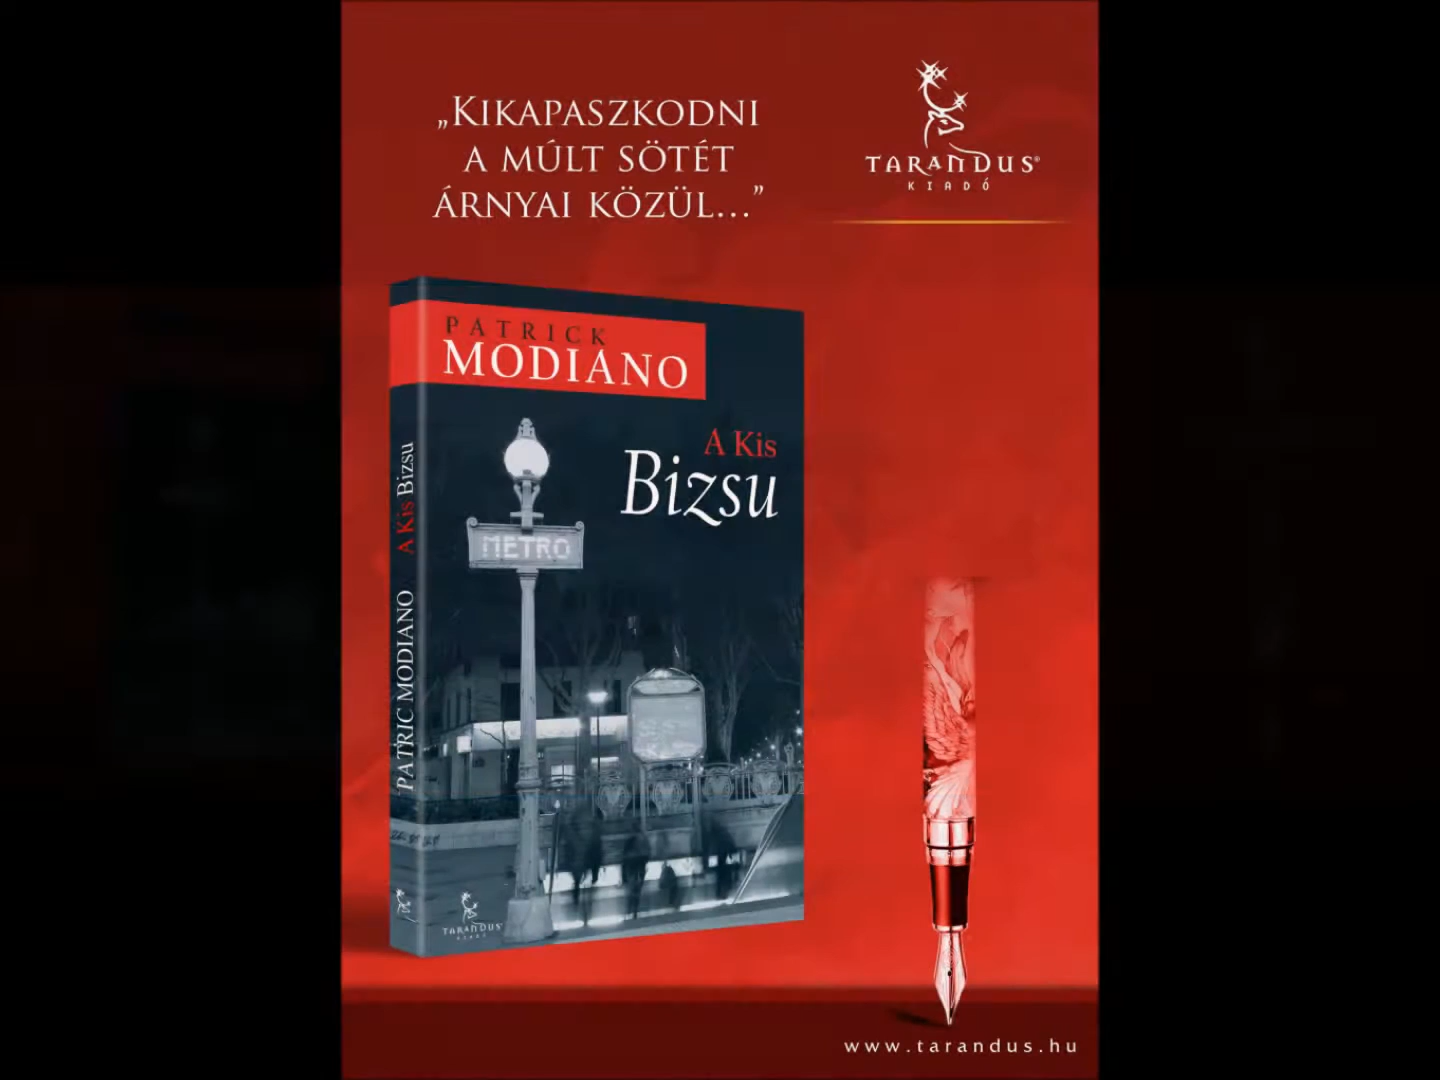 „KIKAPASZKODNI
A MÚLT SÖTÉT
ÁRNYAI KÖZÜL...”
TARANDUS®
KIADÓ
PATRICK
MODIANO
A Kis
Bizsu
METRO
PATRIC MODIANO A Kis Bizsu
TARANDUS
KIADÓ
www.tarandus.hu